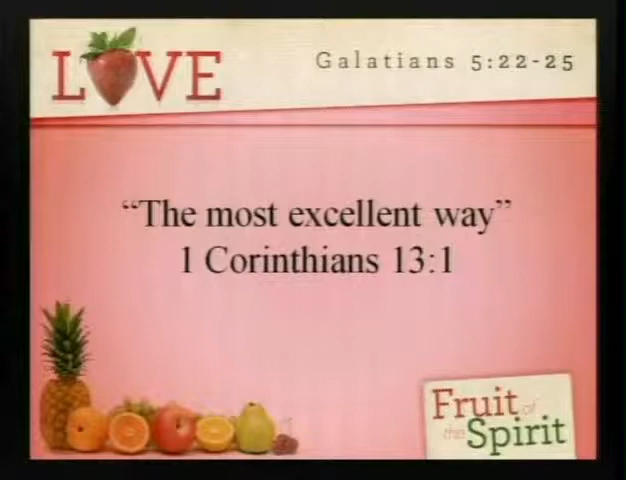 LOVE
Galatians 5:22-25
“The most excellent way”
1 Corinthians 13:1
Fruit of
the Spirit